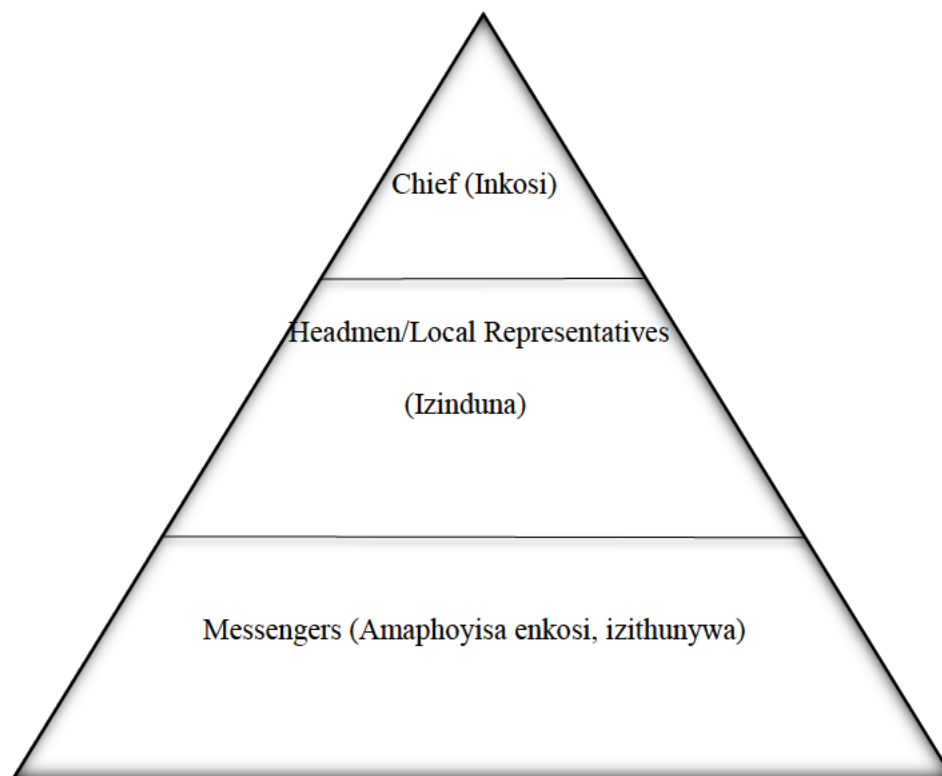 Chief (Inkosi)
Headmen/Local Representatives
(Izinduna)
Messengers (Amaphoyisa enkosi, izithunywa)